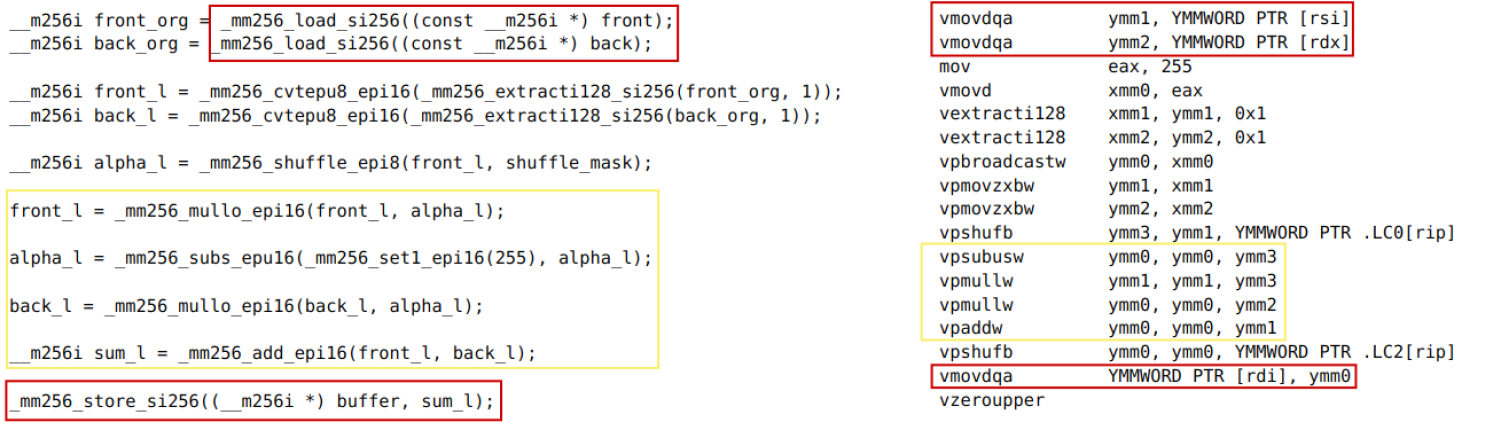 __m256i front_org = _mm256_load_si256((const __m256i *) front);
__m256i back_org = _mm256_load_si256((const __m256i *) back);
__m256i front_l = _mm256_cvtepu8_epi16(_mm256_extracti128_si256(front_org, 1));
__m256i back_l = _mm256_cvtepu8_epi16(_mm256_extracti128_si256(back_org, 1));
__m256i alpha_l = _mm256_shuffle_epi8(front_l, shuffle_mask);
front_l = _mm256_mullo_epi16(front_l, alpha_l);
alpha_l = _mm256_subs_epu16(_mm256_set1_epi16(255), alpha_l);
back_l = _mm256_mullo_epi16(back_l, alpha_l);
__m256i sum_l = _mm256_add_epi16(front_l, back_l);
_mm256_store_si256((__m256i *) buffer, sum_l);
vmovdqa ymm1, YMMWORD PTR [rsi]
vmovdqa ymm2, YMMWORD PTR [rdx]
mov eax, 255
vmovd xmm0, eax
vextracti128 xmm1, ymm1, 0x1
vextracti128 xmm2, ymm2, 0x1
vpbroadcastw ymm0, xmm0
vpmovzxbw ymm1, xmm1
vpmovzxbw ymm2, xmm2
vpshufb ymm3, ymm1, YMMWORD PTR .LC0[rip]
vpsubusw ymm0, ymm0, ymm3
vpmullw ymm1, ymm1, ymm3
vpmullw ymm0, ymm0, ymm2
vpaddw ymm0, ymm0, ymm1
vpshufb ymm0, ymm0, YMMWORD PTR .LC2[rip]
vmovdqa YMMWORD PTR [rdi], ymm0
vzeroupper